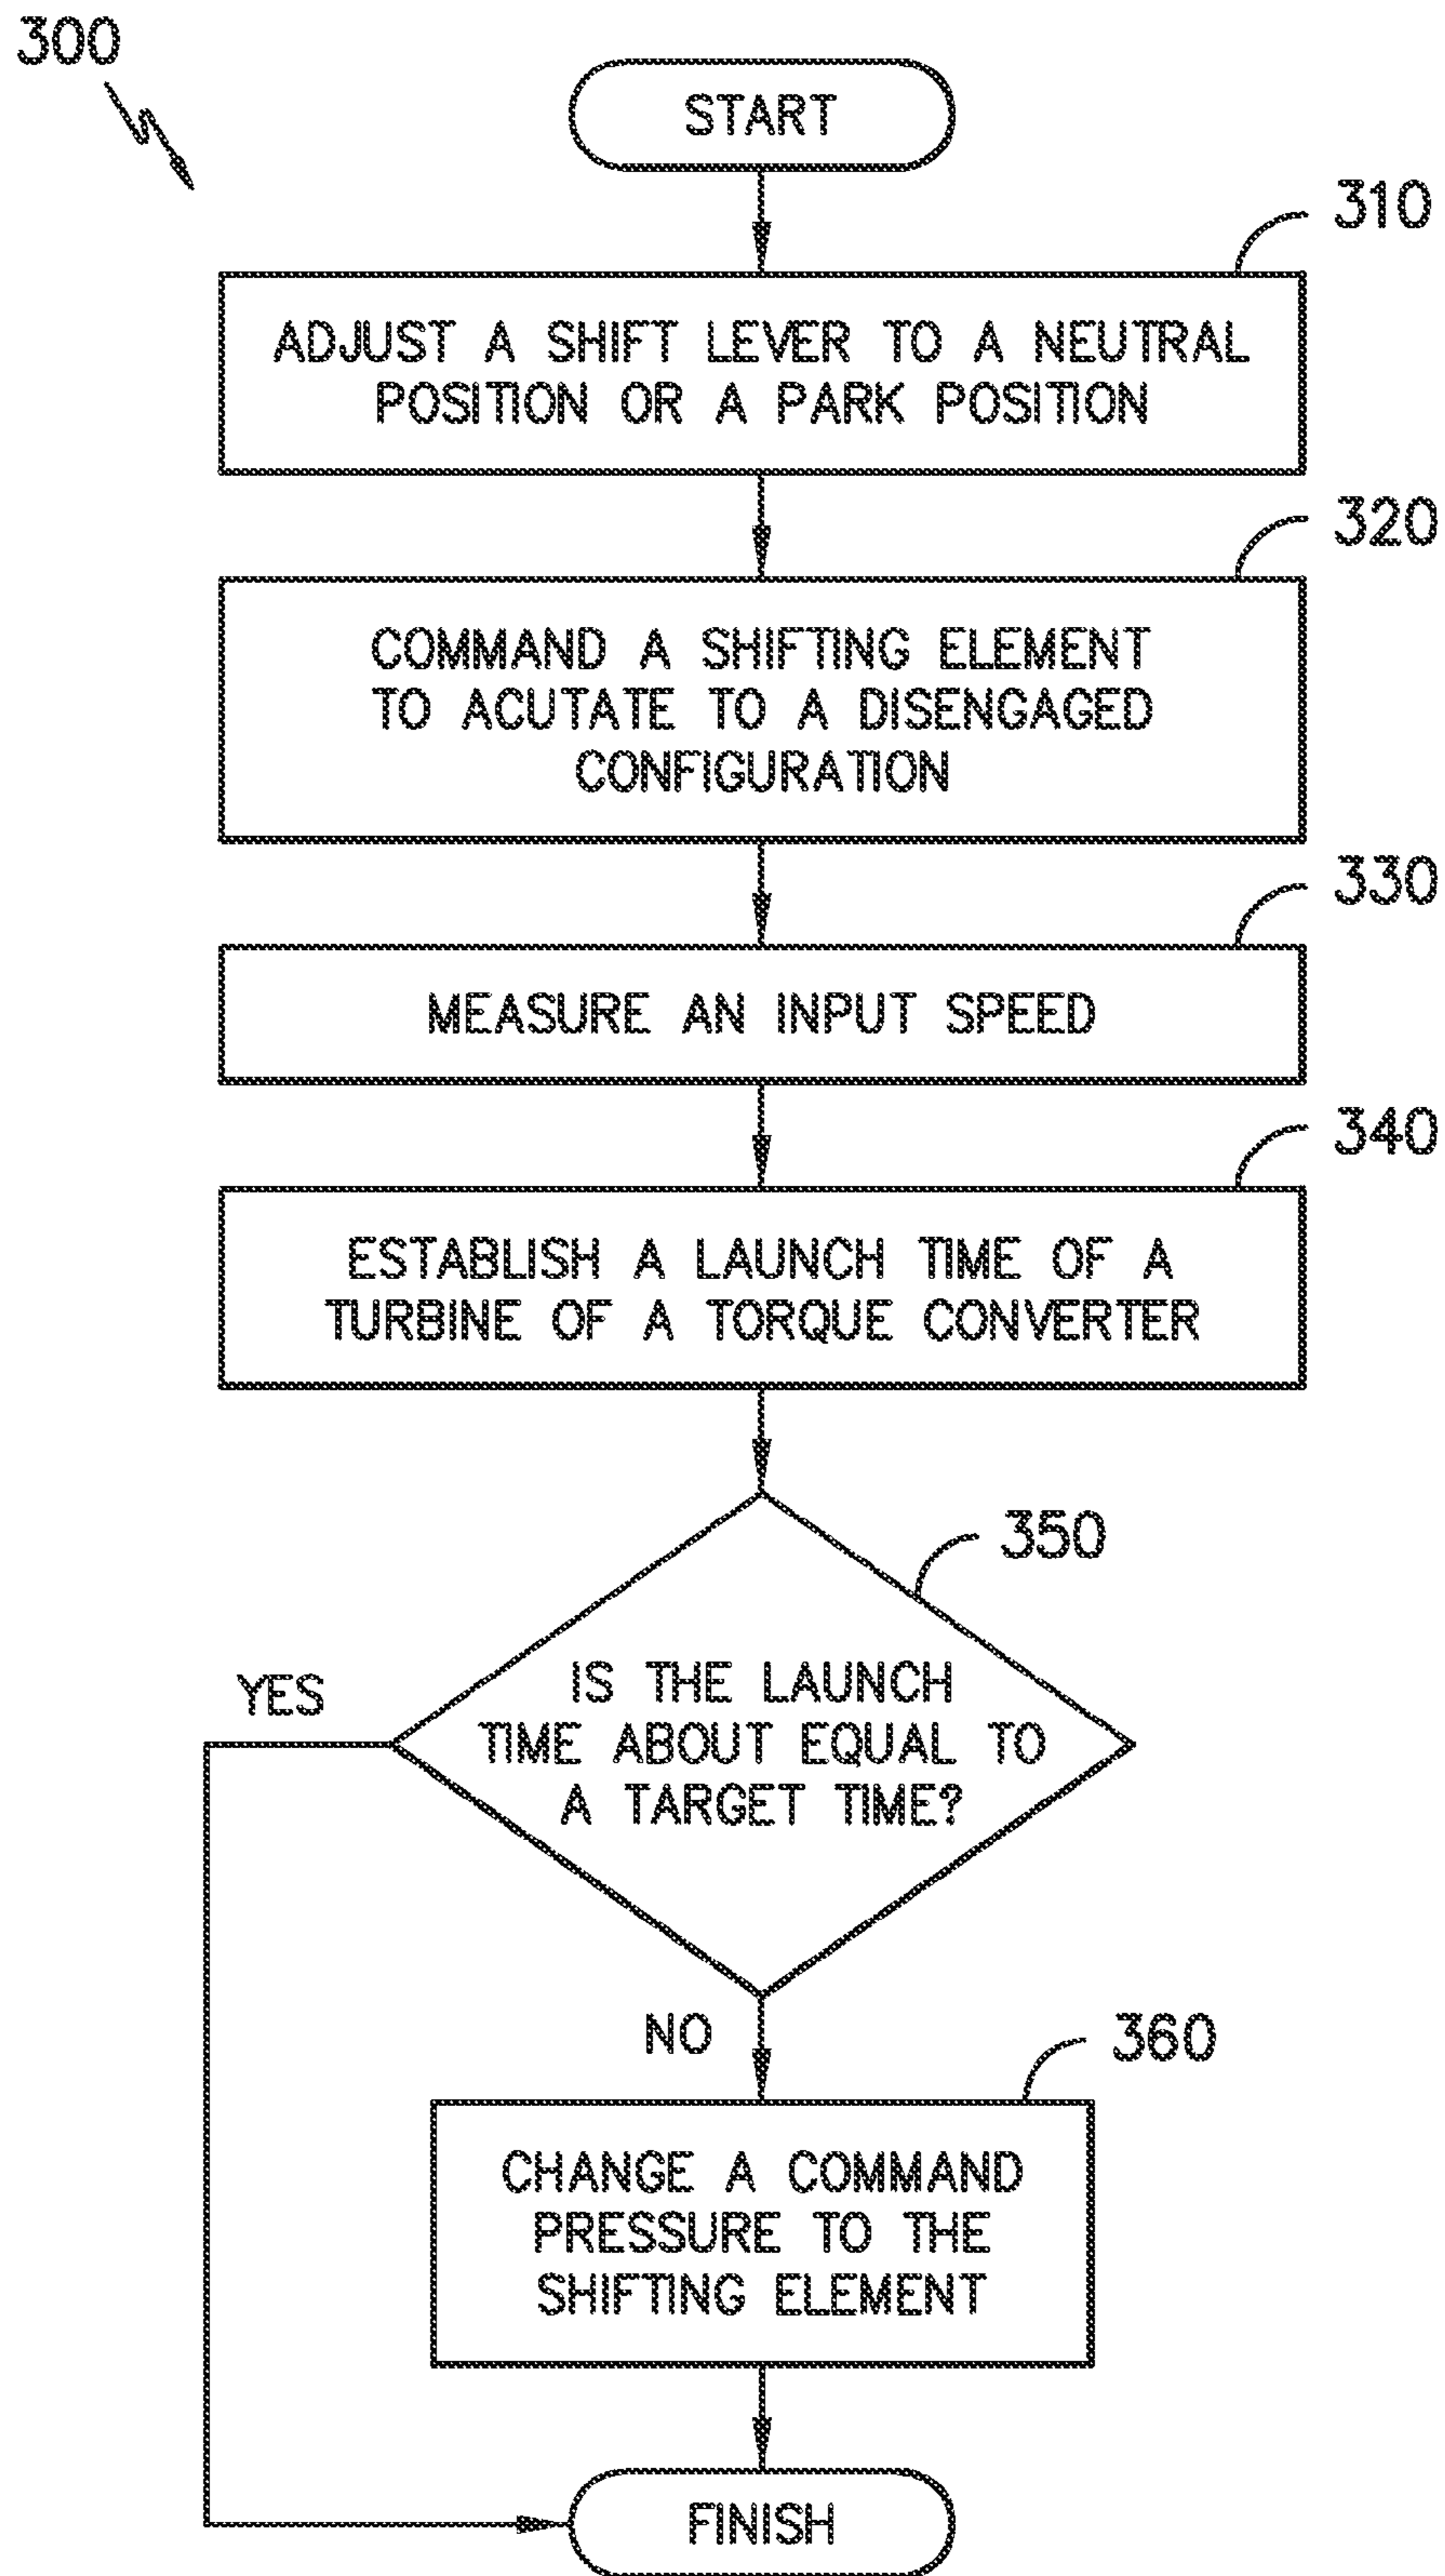 300
START
310
ADJUST A SHIFT LEVER TO A NEUTRAL
POSITION OR A PARK POSITION
320
COMMAND A SHIFTING ELEMENT
TO ACUTATE TO A DISENGAGED
CONFIGURATION
330
MEASURE AN INPUT SPEED
340
ESTABLISH A LAUNCH TIME OF A
TURBINE OF A TORQUE CONVERTER
350
IS THE LAUNCH
TIME ABOUT EQUAL TO
A TARGET TIME?
YES
NO
360
CHANGE A COMMAND
PRESSURE TO THE
SHIFTING ELEMENT
FINISH